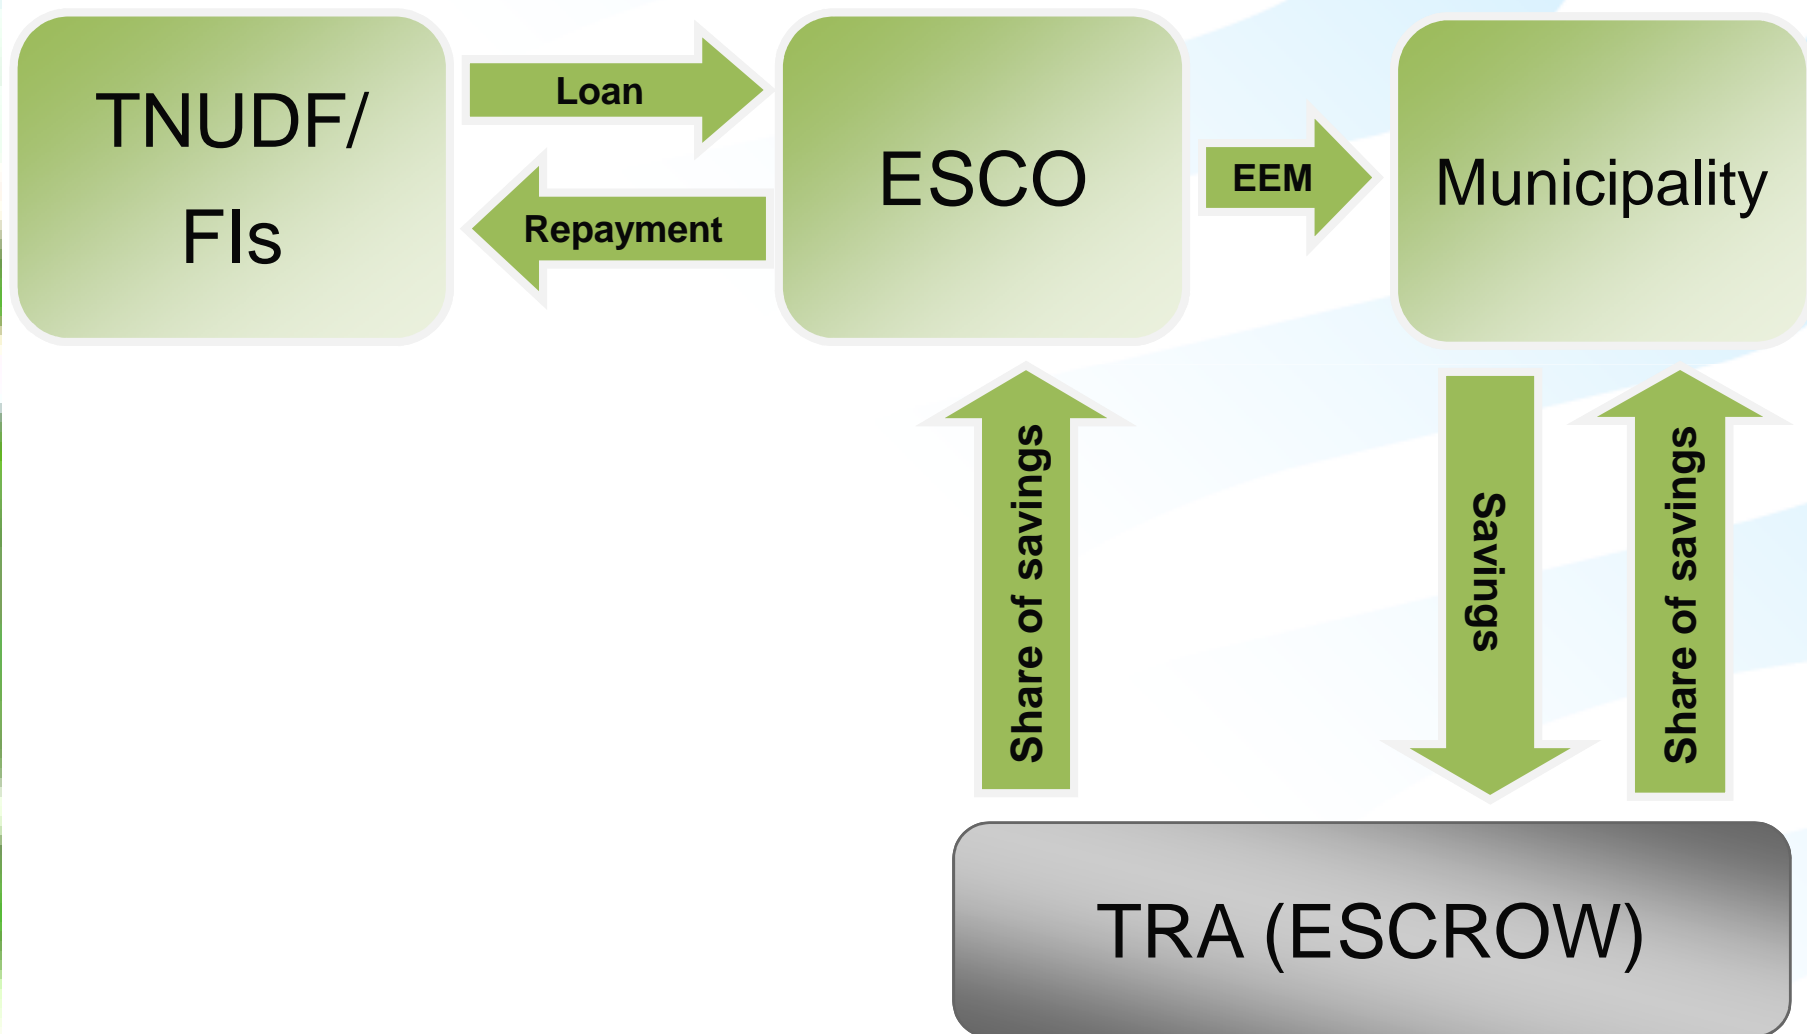 TNUDF/
FIs
Loan
Repayment
ESCO
EEM
Municipality
Share of savings
Savings
Share of savings
TRA (ESCROW)